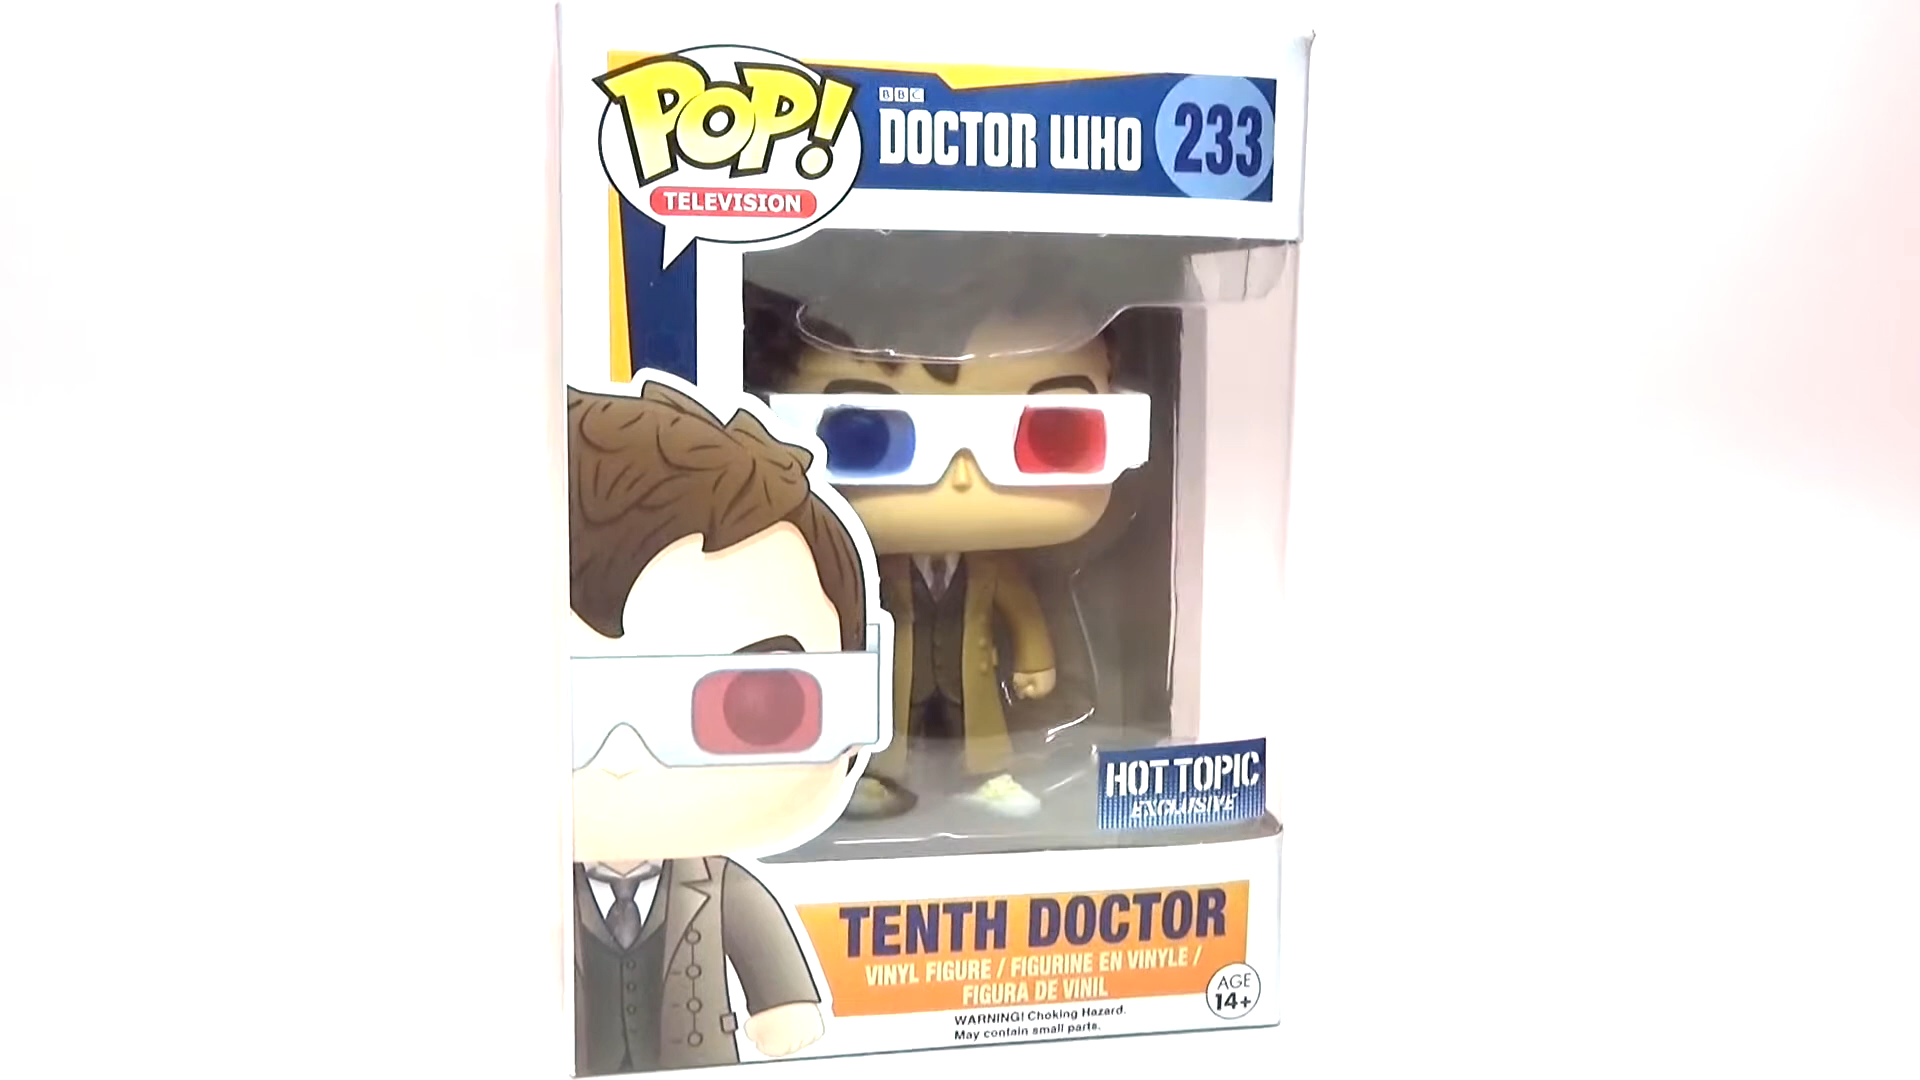 POP!
TELEVISION
BBC
DOCTOR WHO
233
HOT TOPIC
EXCLUSIVE
TENTH DOCTOR
VINYL FIGURE / FIGURINE EN VINYLE /
FIGURA DE VINIL
AGE
14+
WARNING! Choking Hazard.
May contain small parts.